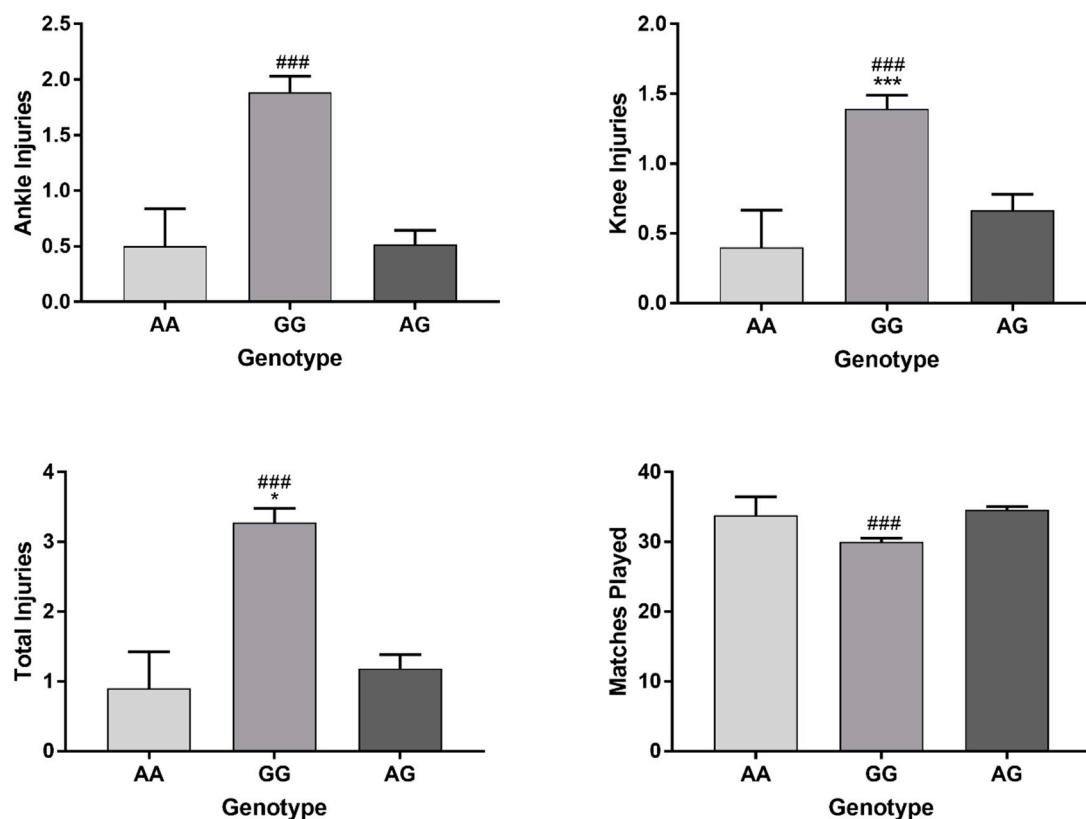 Ankle Injuries
2.5
2.0
1.5
1.0
0.5
0.0
###
AA GG AG
Genotype
Knee Injuries
2.0
1.5
1.0
0.5
0.0
###
***
AA GG AG
Genotype
Total Injuries
4
3
2
1
0
###
*
AA GG AG
Genotype
Matches Played
40
30
20
10
0
###
AA GG AG
Genotype